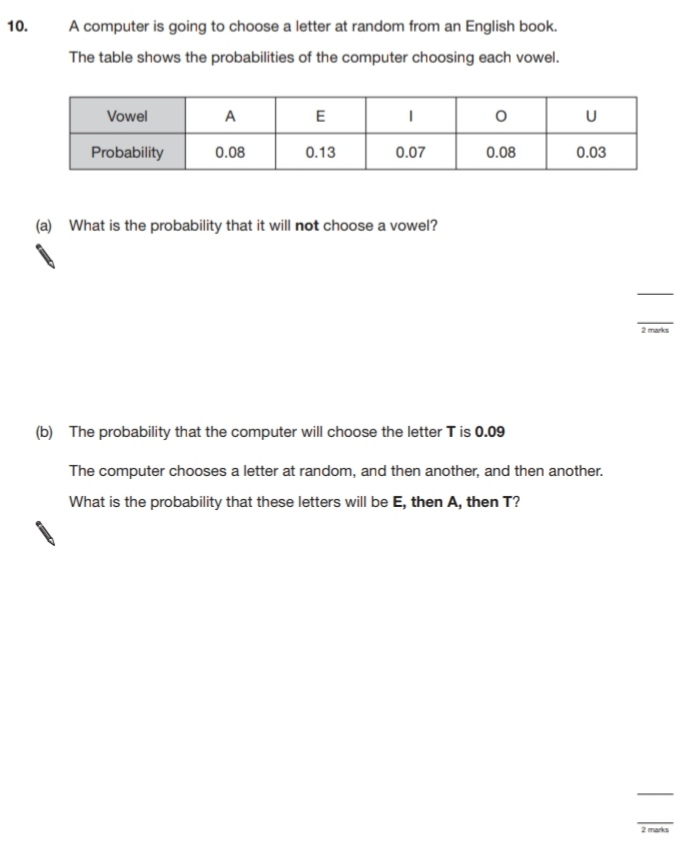 10. A computer is going to choose a letter at random from an English book.
The table shows the probabilities of the computer choosing each vowel.
Vowel A E I O U
Probability 0.08 0.13 0.07 0.08 0.03
(a) What is the probability that it will not choose a vowel?
2 marks
(b) The probability that the computer will choose the letter T is 0.09
The computer chooses a letter at random, and then another, and then another.
What is the probability that these letters will be E, then A, then T?
2 marks